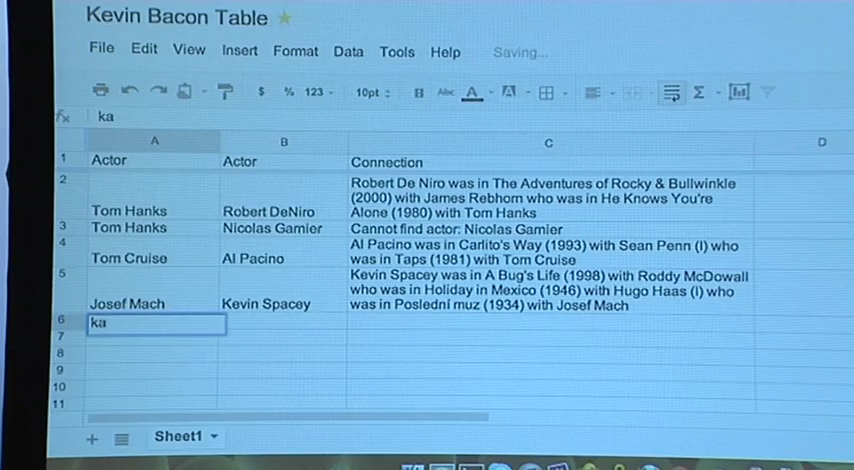 Kevin Bacon Table
File Edit View Insert Format Data Tools Help Saving...
$ % 123 10pt B Abc A A Σ
fx ka
A B C D
1 Actor Actor Connection
2 Tom Hanks Robert DeNiro Robert De Niro was in The Adventures of Rocky & Bullwinkle
(2000) with James Rebhorn who was in He Knows You're
Alone (1980) with Tom Hanks
3 Tom Hanks Nicolas Garnier Cannot find actor: Nicolas Garnier
4 Tom Cruise Al Pacino Al Pacino was in Carlito's Way (1993) with Sean Penn (I) who
was in Taps (1981) with Tom Cruise
5 Josef Mach Kevin Spacey Kevin Spacey was in A Bug's Life (1998) with Roddy McDowall
who was in Holiday in Mexico (1946) with Hugo Haas (I) who
was in Poslední muz (1934) with Josef Mach
6 ka
7
8
9
10
11
Sheet1